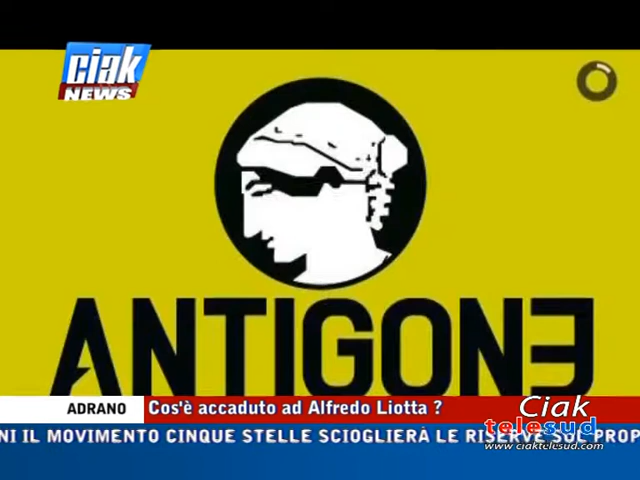 ciak
NEWS
ANTIGONE
ADRANO
Cos'è accaduto ad Alfredo Liotta ?
Ciak
telesud
www.ciaktelesud.com
NI IL MOVIMENTO CINQUE STELLE SCIOGLIERÀ LE RISERVE SUL PROP